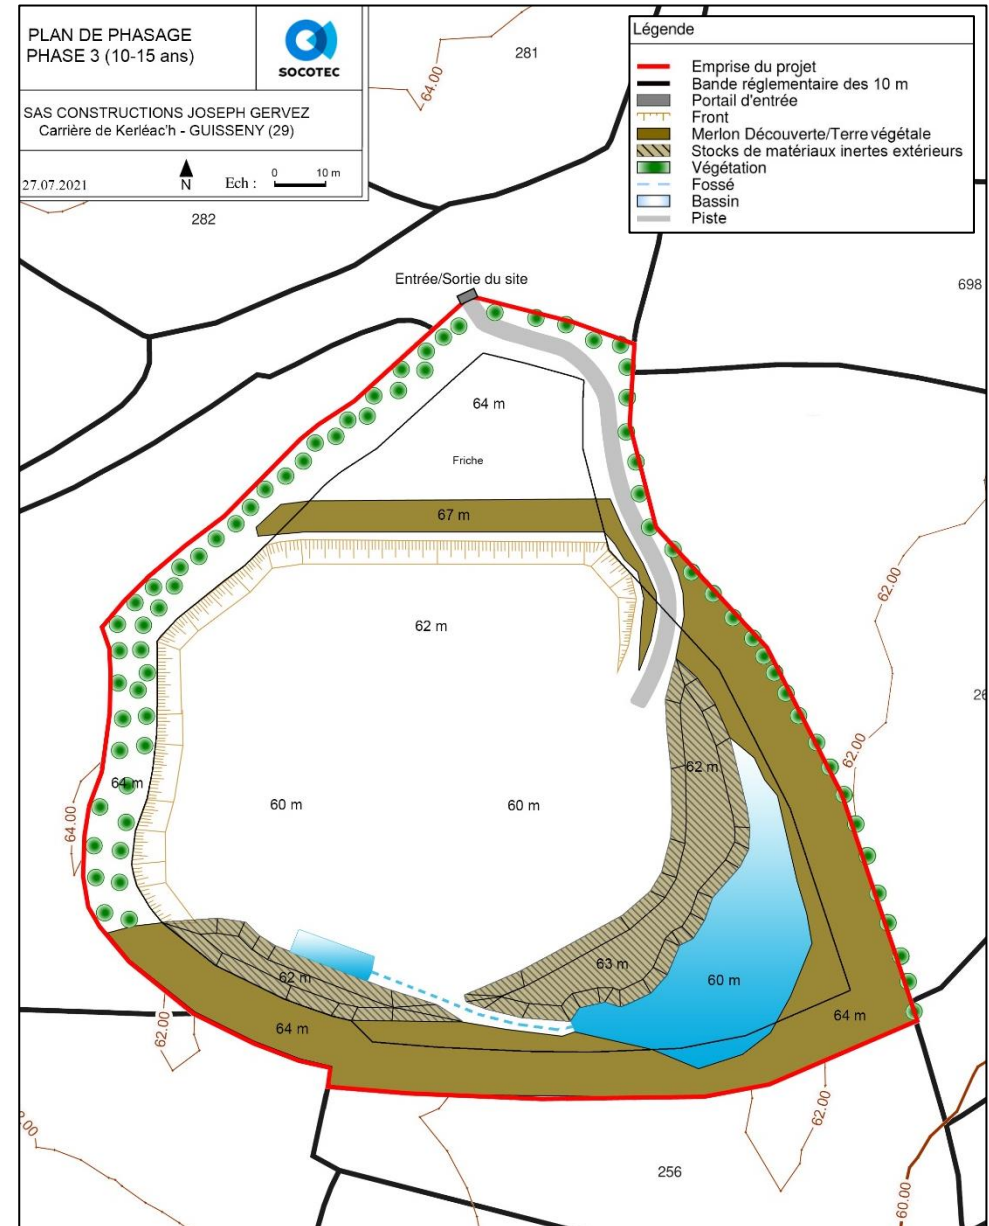 PLAN DE PHASAGE
PHASE 3 (10-15 ans)
SOCOTEC
SAS CONSTRUCTIONS JOSEPH GERVEZ
Carrière de Kerléac'h - GUISSENY (29)
27.07.2021
N
Ech :
0
10 m
Légende
Emprise du projet
Bande réglementaire des 10 m
Portail d'entrée
Front
Merlon Découverte/Terre végétale
Stocks de matériaux inertes extérieurs
Végétation
Fossé
Bassin
Piste
281
64.00
282
Entrée/Sortie du site
698
64 m
Friche
67 m
62.00
62 m
62.00
62 m
64 m
60 m
60 m
64.00
63 m
62 m
60 m
64 m
64 m
62.00
62.00
256
60.00